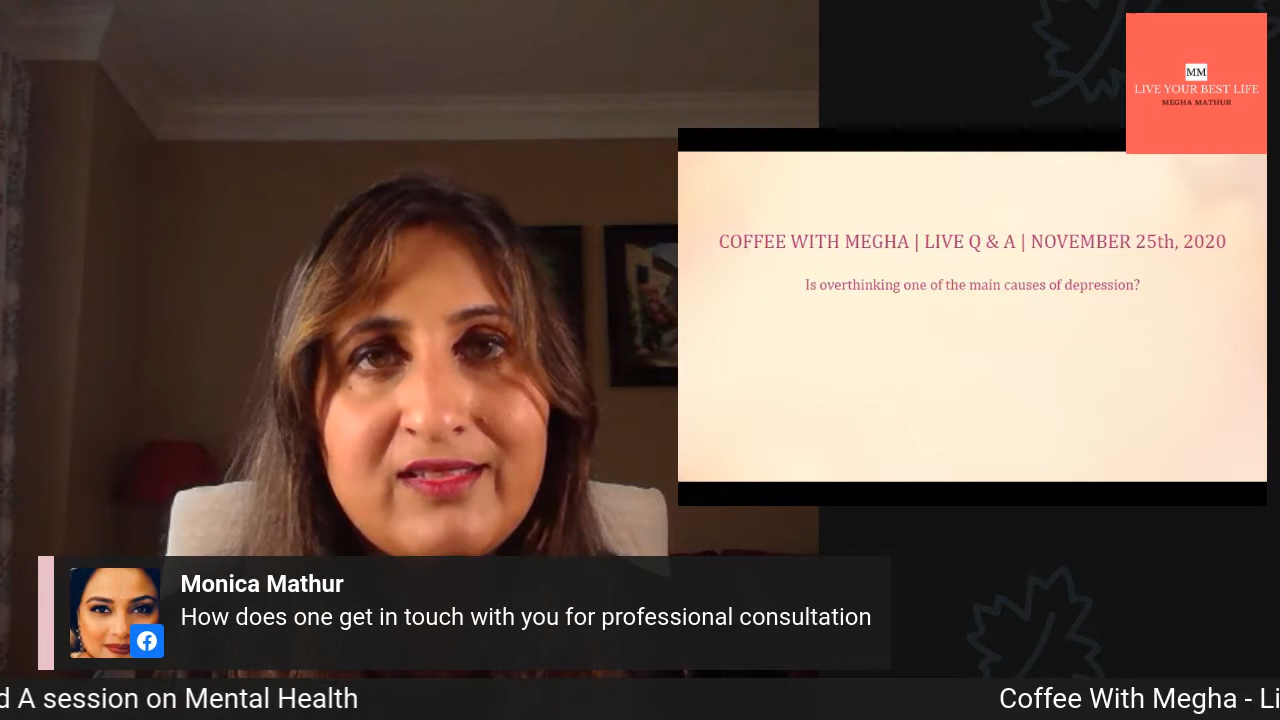 MM
LIVE YOUR BEST LIFE
MEGHA MATHUR
COFFEE WITH MEGHA | LIVE Q & A | NOVEMBER 25th, 2020
Is overthinking one of the main causes of depression?
Monica Mathur
How does one get in touch with you for professional consultation
d A session on Mental Health
Coffee With Megha - Li